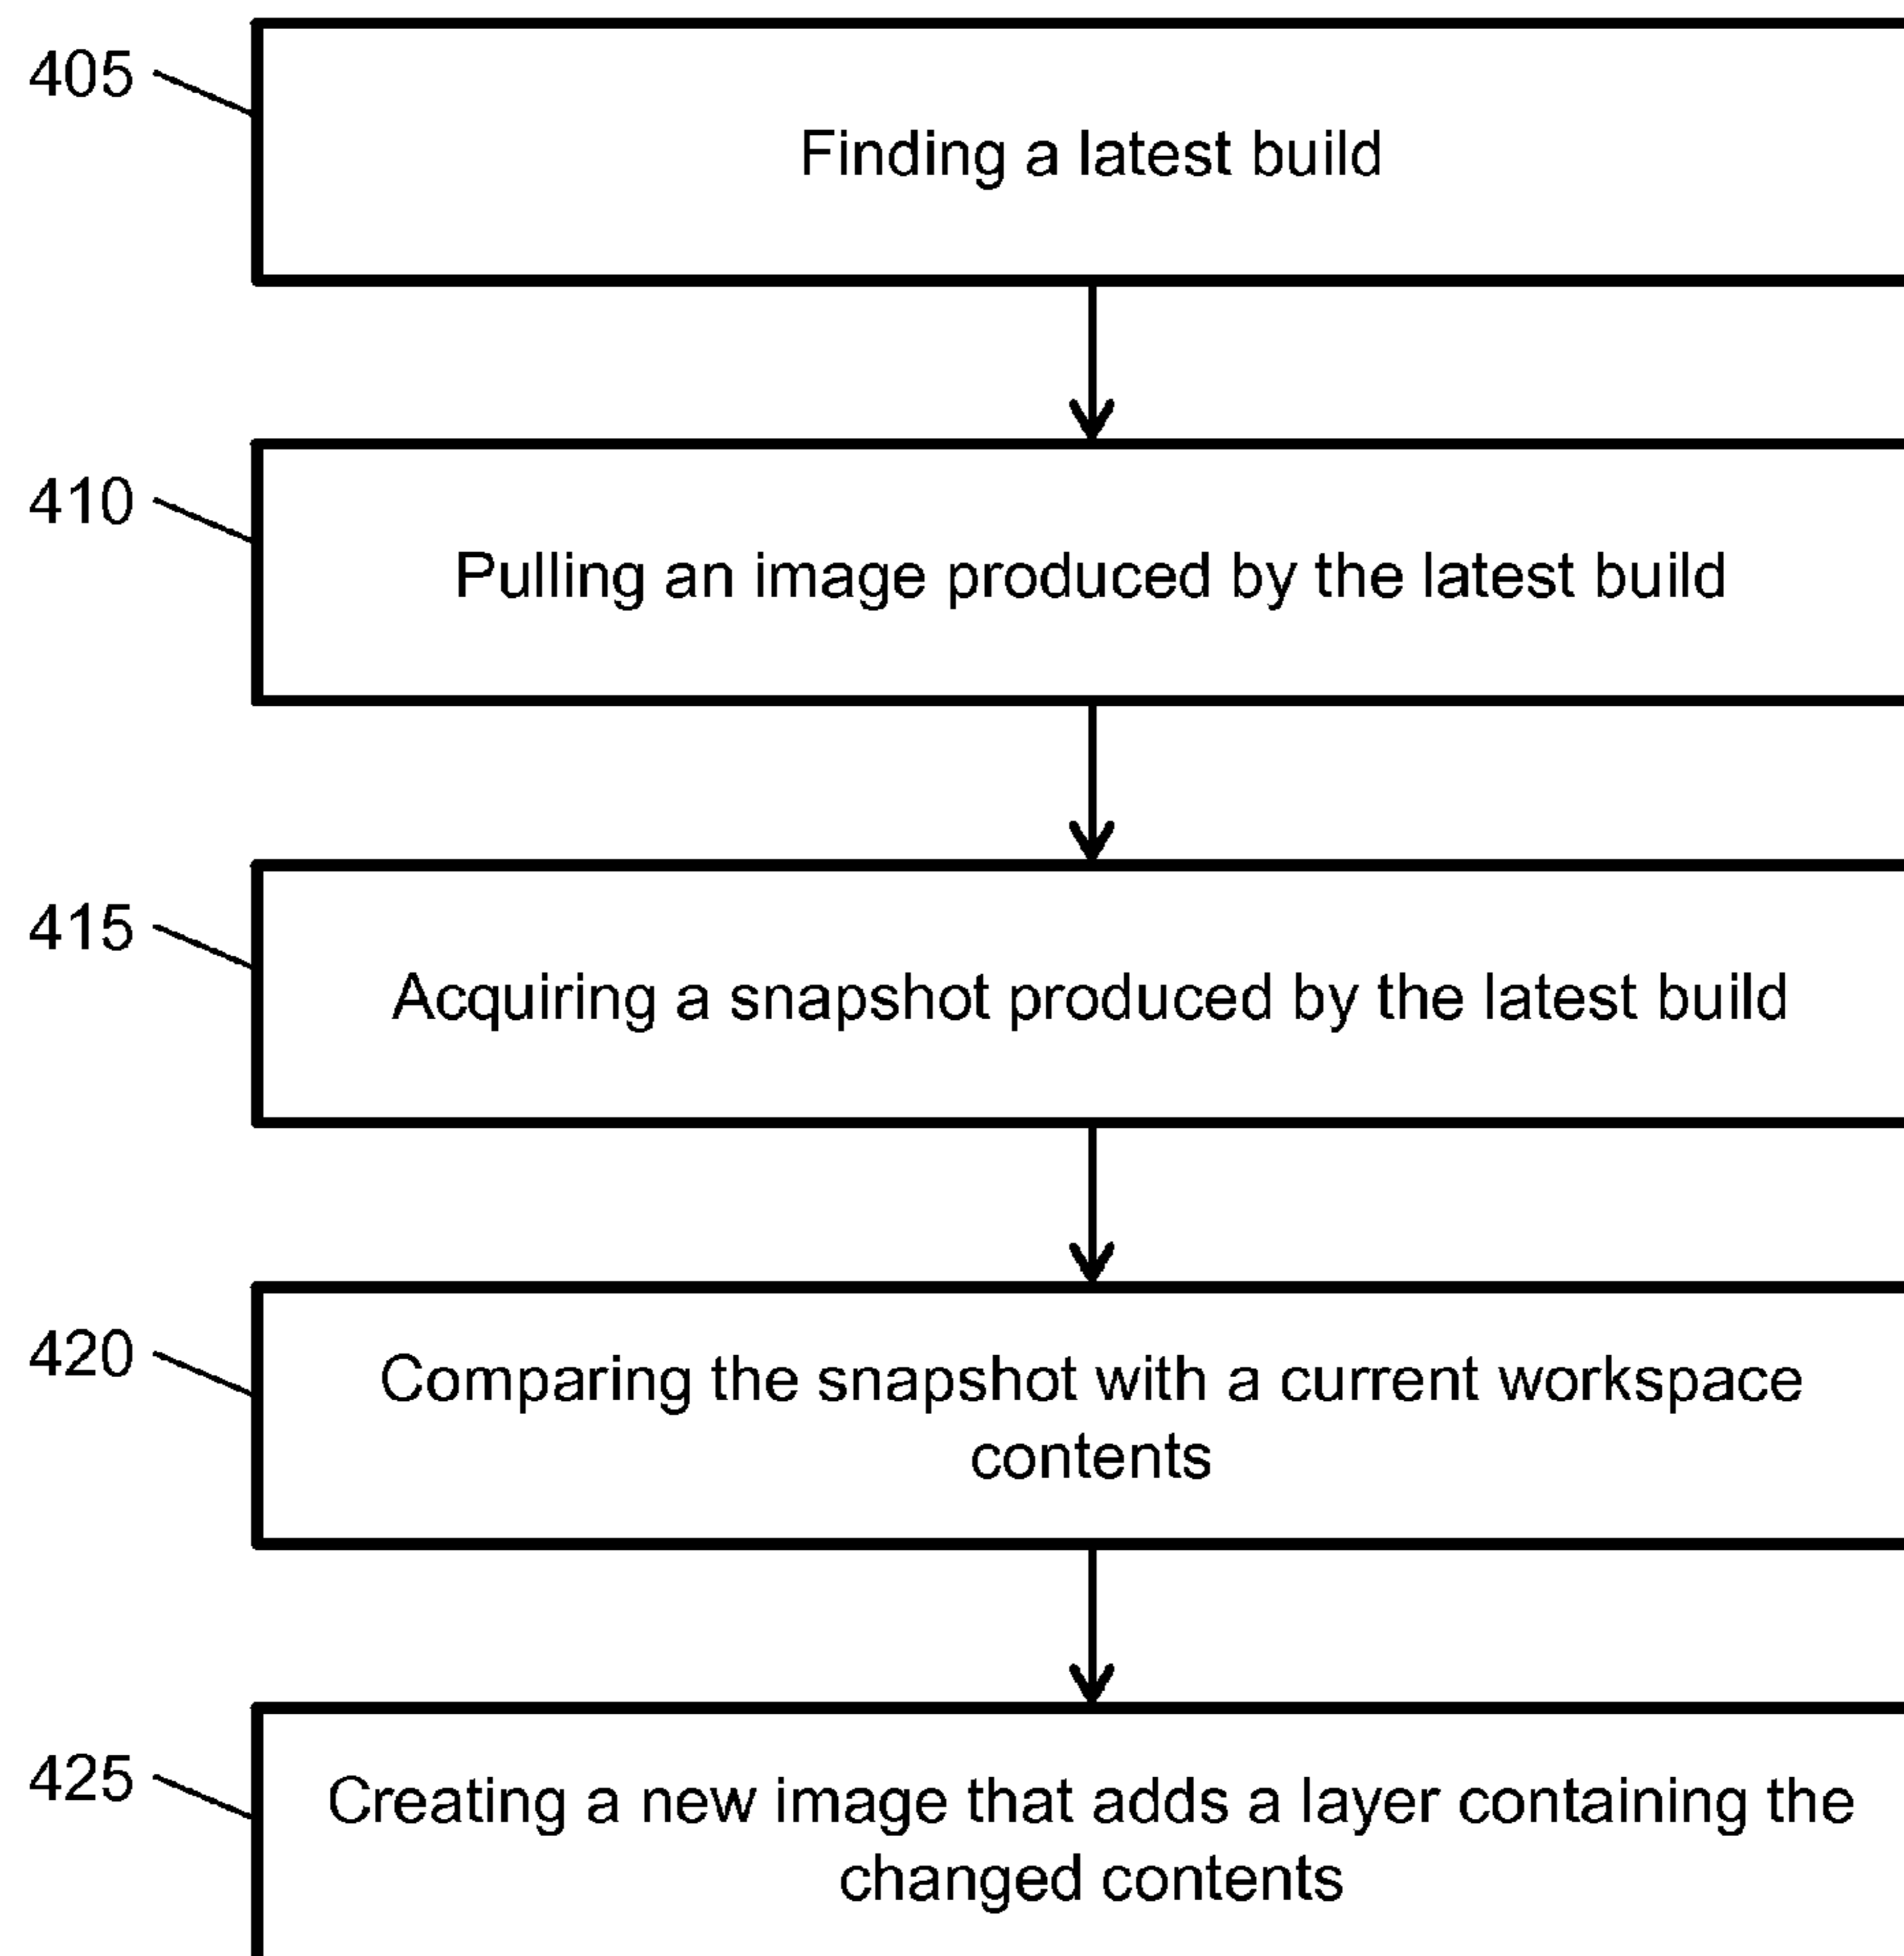 405
Finding a latest build
410
Pulling an image produced by the latest build
415
Acquiring a snapshot produced by the latest build
420
Comparing the snapshot with a current workspace
contents
425
Creating a new image that adds a layer containing the
changed contents